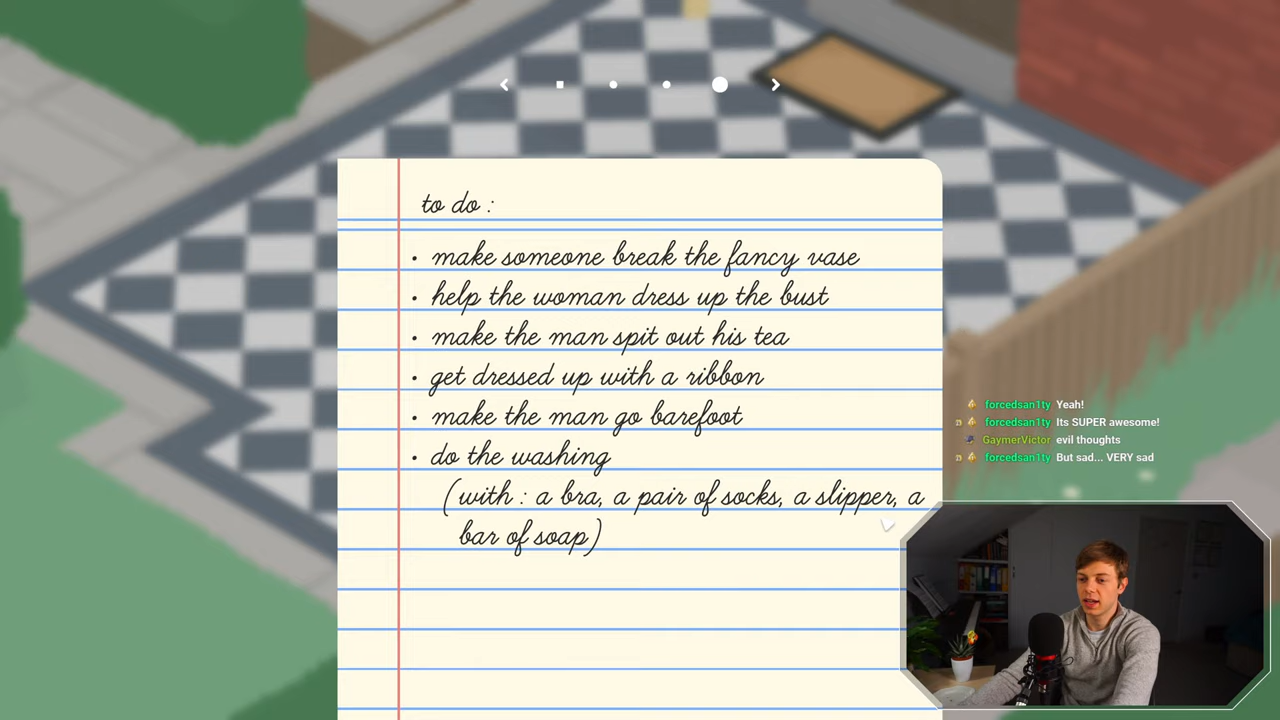 to do :
• make someone break the fancy vase
• help the woman dress up the bust
• make the man spit out his tea
• get dressed up with a ribbon
• make the man go barefoot
• do the washing
(with : a bra, a pair of socks, a slipper, a
bar of soap)
forcedsan1ty Yeah!
forcedsan1ty Its SUPER awesome!
GaymerVictor evil thoughts
forcedsan1ty But sad... VERY sad